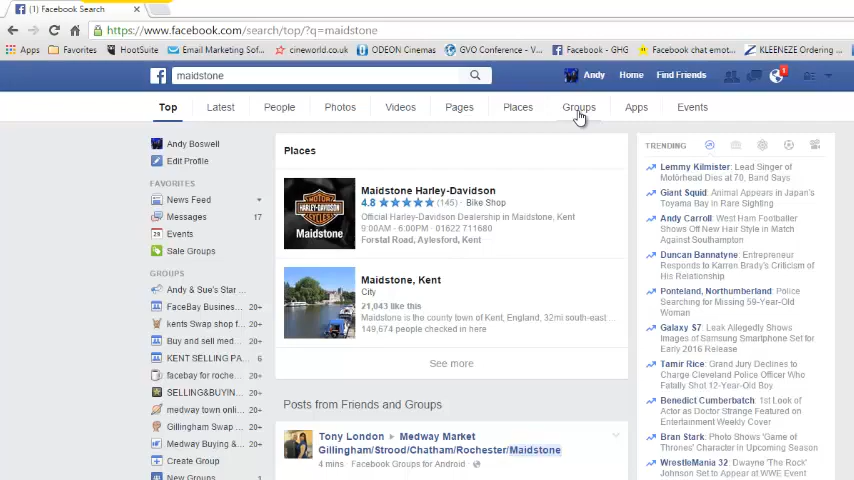 (1) Facebook Search
https://www.facebook.com/search/top/?q=maidstone
Apps Favorites HootSuite Email Marketing Sof... cineworld.co.uk ODEON Cinemas GVO Conference - V... Facebook - GHG Facebook chat emot... KLEENEZE Ordering ...
maidstone Andy Home Find Friends 1
Top Latest People Photos Videos Pages Places Groups Apps Events
Andy Boswell
Edit Profile
FAVORITES
News Feed
Messages 17
Events
Sale Groups
GROUPS
Andy & Sue's Star ...
FaceBay Business... 20+
kents Swap shop f... 20+
Buy and sell med... 20+
KENT SELLING PA... 6
facebay for roche... 20+
SELLING&BUYIN... 20+
medway town onli... 20+
Gillingham Swap ... 20+
Medway Buying &... 20+
Create Group
New Groups 20+
Places
MOTOR
HARLEY-DAVIDSON
CYCLES
Maidstone
Maidstone Harley-Davidson
4.8 ★★★★★ (145) · Bike Shop
Official Harley-Davidson Dealership in Maidstone, Kent
9:00AM - 6:00PM · 01622 711680
Forstal Road, Aylesford, Kent
Maidstone, Kent
City
21,043 like this
Maidstone is the county town of Kent, England, 32mi south-east ...
149,674 people checked in here
See more
Posts from Friends and Groups
Tony London ▸ Medway Market
Gillingham/Strood/Chatham/Rochester/Maidstone
4 mins · Facebook Groups for Android ·
TRENDING
Lemmy Kilmister: Lead Singer of
Motörhead Dies at 70, Band Says
Giant Squid: Animal Appears in Japan's
Toyama Bay in Rare Sighting
Andy Carroll: West Ham Footballer
Shows Off New Hair Style in Match
Against Southampton
Duncan Bannatyne: Entrepreneur
Responds to Karren Brady's Criticism of
His Relationship
Ponteland, Northumberland: Police
Searching for Missing 59-Year-Old
Woman
Galaxy S7: Leak Allegedly Shows
Images of Samsung Smartphone Set for
Early 2016 Release
Tamir Rice: Grand Jury Declines to
Charge Cleveland Police Officer Who
Fatally Shot 12-Year-Old Boy
Benedict Cumberbatch: 1st Look of
Actor as Doctor Strange Featured on
Entertainment Weekly Cover
Bran Stark: Photo Shows 'Game of
Thrones' Character in Upcoming Season
WrestleMania 32: Dwayne 'The Rock'
Johnson Set to Appear at WWE Event